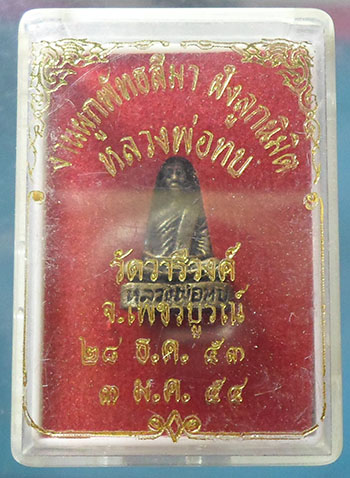 งานผูกพัทธสีมา ฝังลูกนิมิต
หลวงพ่อทบ
วัดวารีวงศ์
หลวงพ่อทบ
จ.เพชรบูรณ์
๒๘ ธ.ค. ๕๓
๓ ม.ค. ๕๔